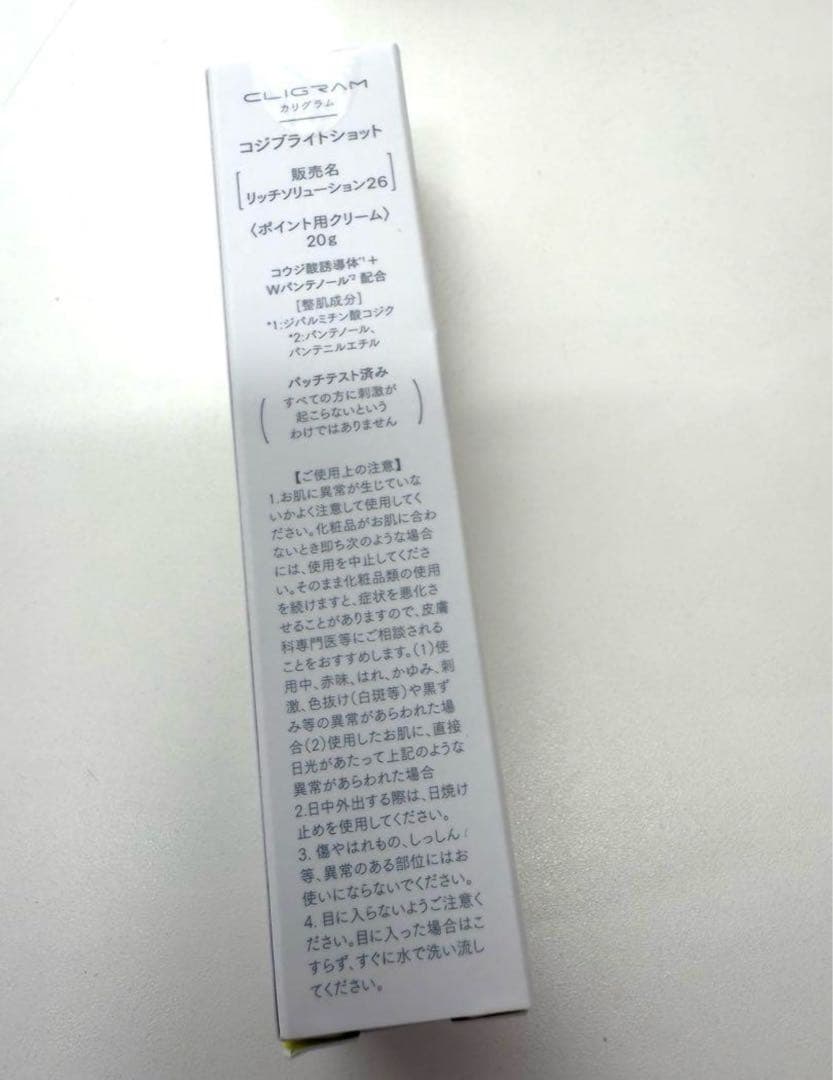 CLIGRAM
カリグラム
コジブライトショット
販売名
リッチソリューション26
〈ポイント用クリーム〉
20g
コウジ酸誘導体*1+
Wパンテノール*2 配合
[整肌成分]
*1:ジパルミチン酸コジク
*2:パンテノール、
パンテニルエチル
パッチテスト済み
すべての方に刺激が
起こらないという
わけではありません
【ご使用上の注意】
1.お肌に異常が生じていな
いかよく注意して使用してく
ださい。化粧品がお肌に合わ
ないとき即ち次のような場合
には、使用を中止してくださ
い。そのまま化粧品類の使用
を続けますと、症状を悪化さ
せることがありますので、皮膚
科専門医等にご相談される
ことをおすすめします。(1)使
用中、赤味、はれ、かゆみ、刺
激、色抜け(白斑等)や黒ず
み等の異常があらわれた場
合(2)使用したお肌に、直接
日光があたって上記のような
異常があらわれた場合
2.日中外出する際は、日焼け
止めを使用してください。
3. 傷やはれもの、しっしん
等、異常のある部位にはお
使いにならないでください。
4. 目に入らないようご注意く
ださい。目に入った場合はこ
すらず、すぐに水で洗い流し
てください。